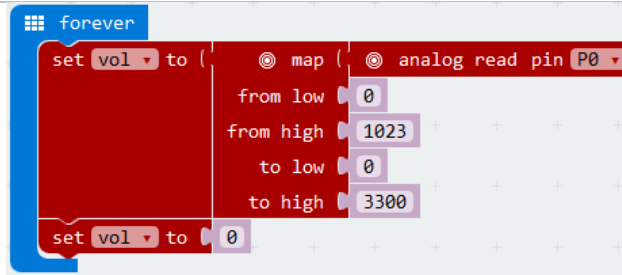 forever
set vol to map analog read pin P0
from low 0
from high 1023
to low 0
to high 3300
set vol to 0